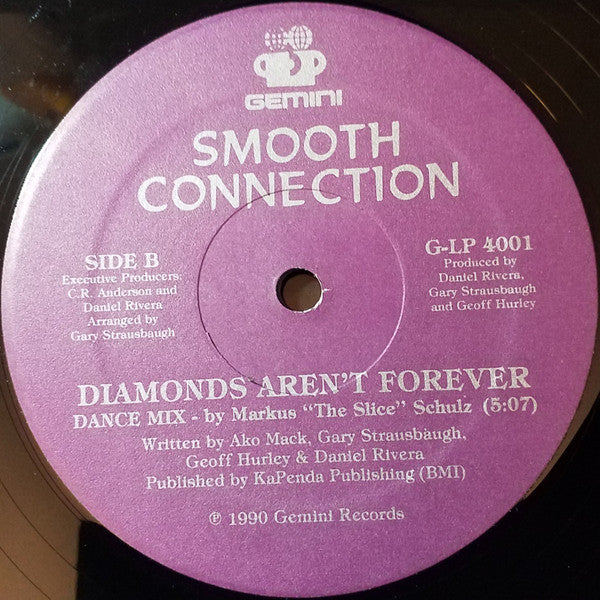 GEMINI
SMOOTH
CONNECTION
SIDE B
Executive Producers:
C.R. Anderson and
Daniel Rivera
Arranged by
Gary Strausbaugh
G-LP 4001
Produced by
Daniel Rivera,
Gary Strausbaugh
and Geoff Hurley
DIAMONDS AREN'T FOREVER
DANCE MIX - by Markus "The Slice" Schulz (5:07)
Written by Ako Mack, Gary Strausbaugh,
Geoff Hurley & Daniel Rivera
Published by KaPenda Publishing (BMI)
℗ 1990 Gemini Records